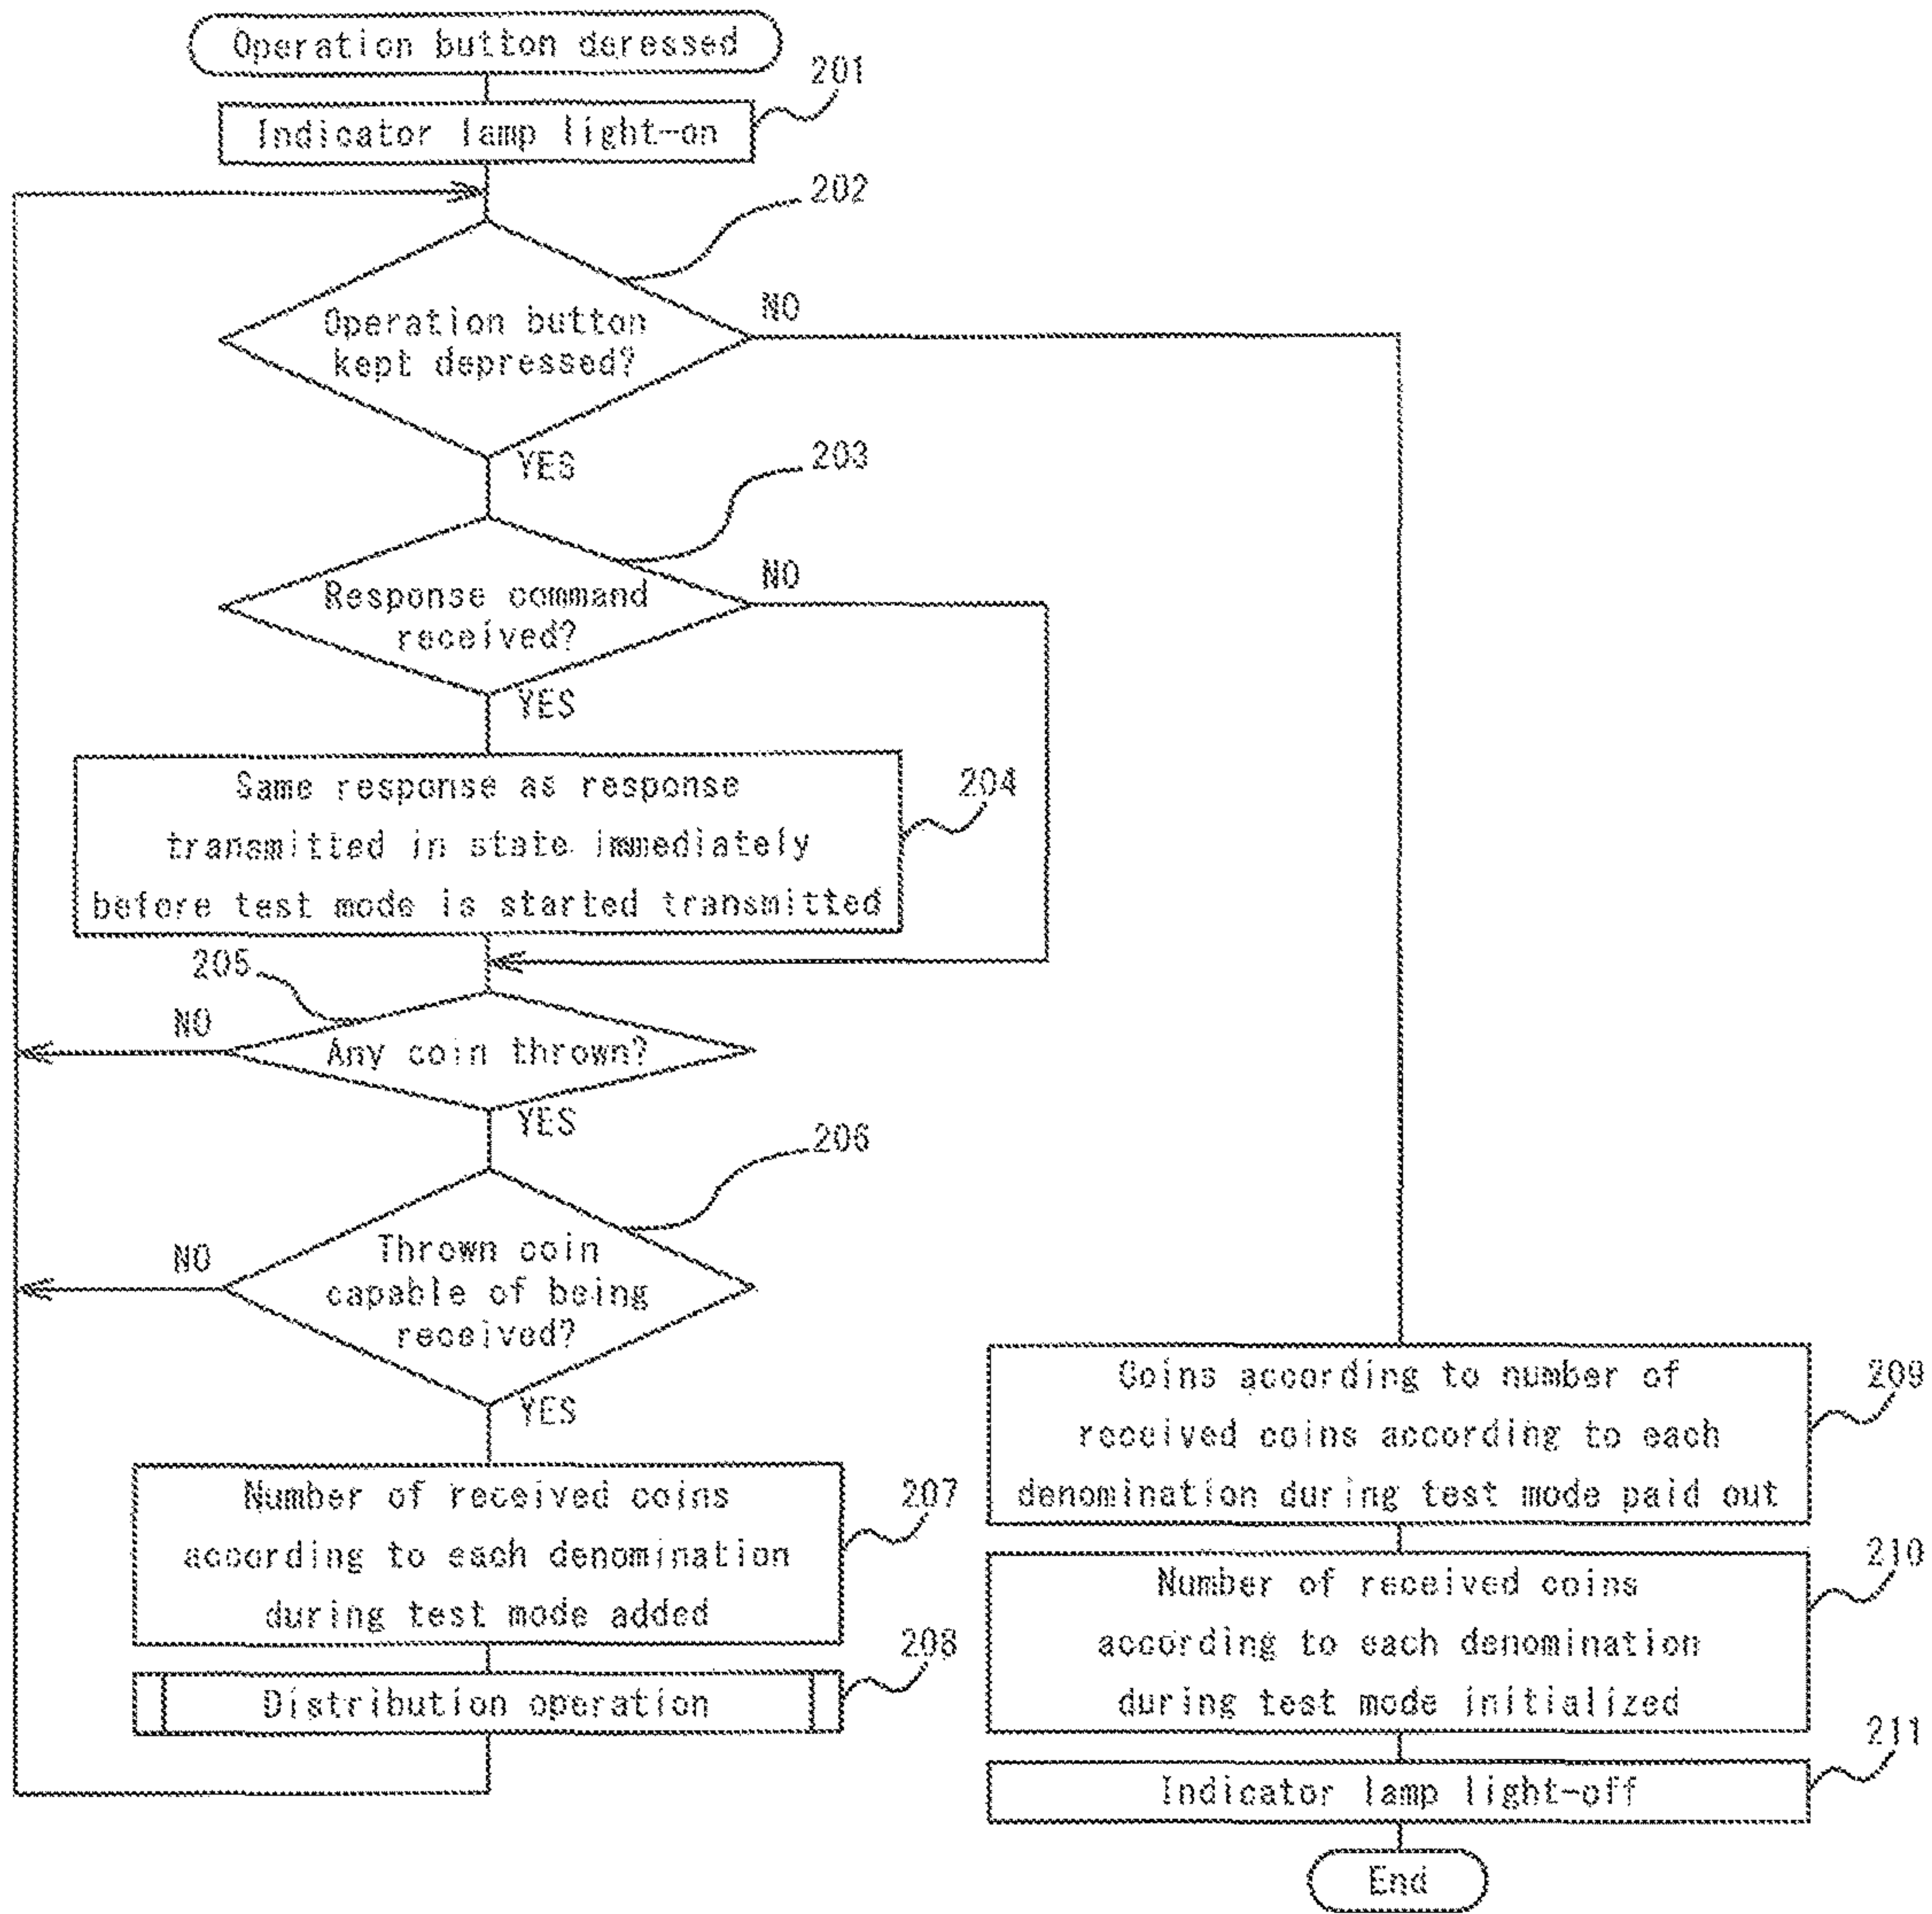 Operation button deressed
201
Indicator lamp light-on
202
Operation button
kept depressed?
NO
YES
203
Response command
received?
NO
YES
Same response as response
transmitted in state immediately
before test mode is started transmitted
204
205
Any coin thrown?
NO
YES
206
Thrown coin
capable of being
received?
NO
YES
Number of received coins
according to each denomination
during test mode added
207
Distribution operation
208
Coins according to number of
received coins according to each
denomination during test mode paid out
209
Number of received coins
according to each denomination
during test mode initialized
210
Indicator lamp light-off
211
End